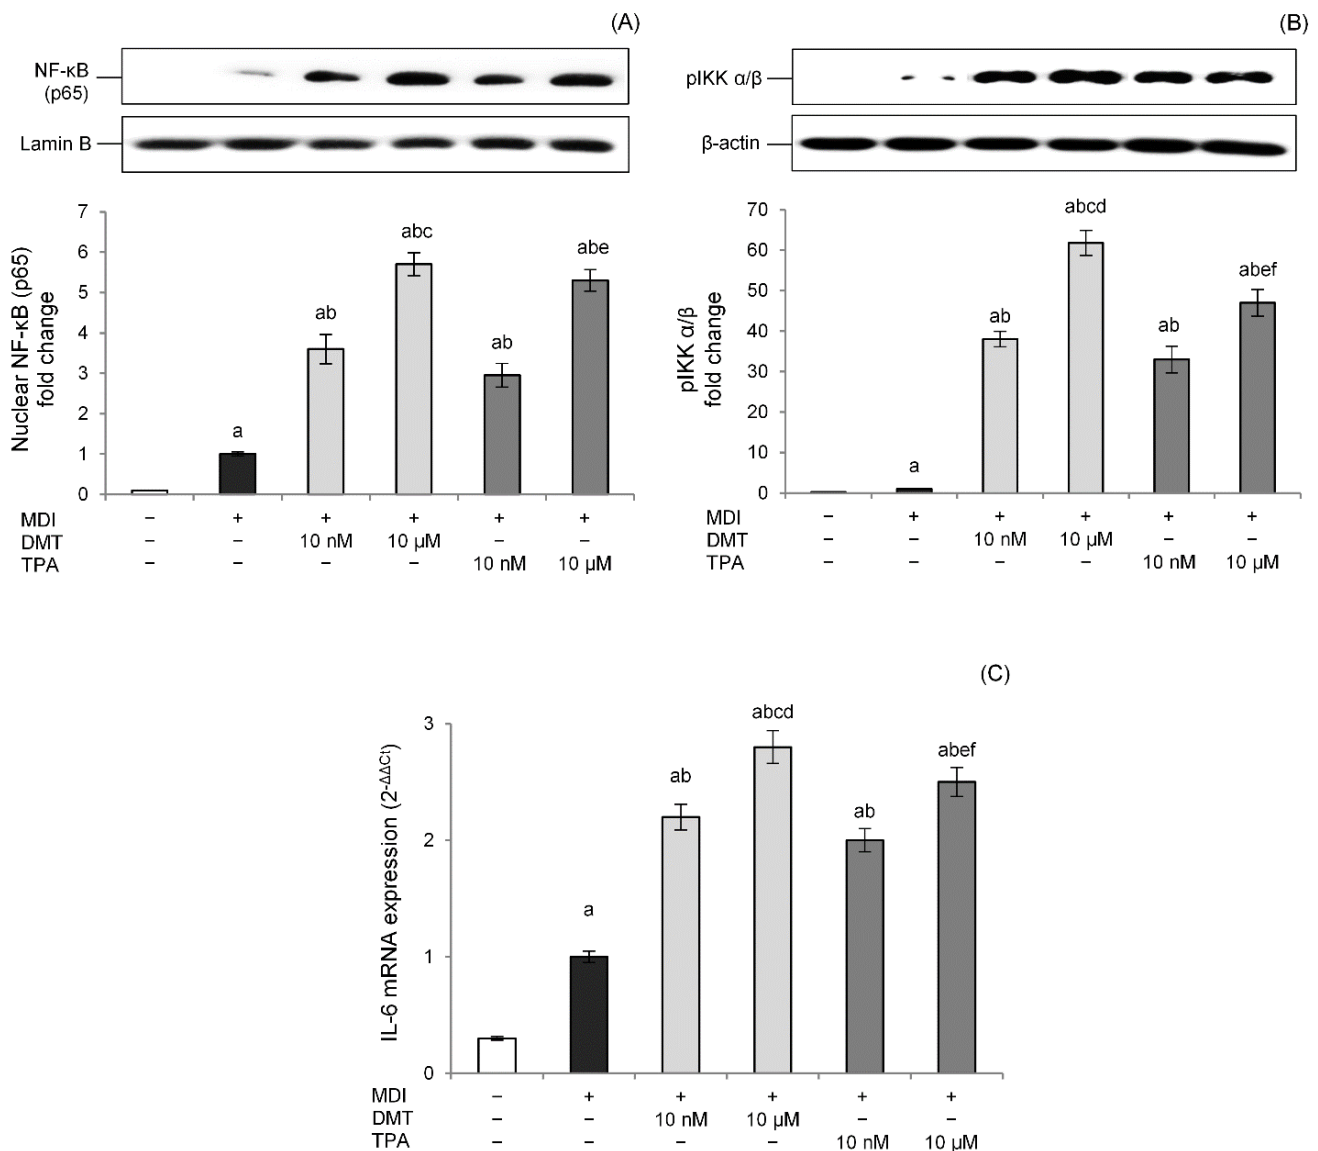 (A)
NF-κB
(p65)
Lamin B
7
6
5
4
3
2
1
0
Nuclear NF-κB (p65)
fold change
a
ab
abc
ab
abe
MDI – + + + + +
DMT – – 10 nM 10 µM – –
TPA – – – – 10 nM 10 µM
(B)
pIKK α/β
β-actin
70
60
50
40
30
20
10
0
pIKK α/β
fold change
a
ab
abcd
ab
abef
MDI – + + + + +
DMT – – 10 nM 10 µM – –
TPA – – – – 10 nM 10 µM
(C)
3
2
1
0
IL-6 mRNA expression (2-ΔΔCt)
a
ab
abcd
ab
abef
MDI – + + + + +
DMT – – 10 nM 10 µM – –
TPA – – – – 10 nM 10 µM